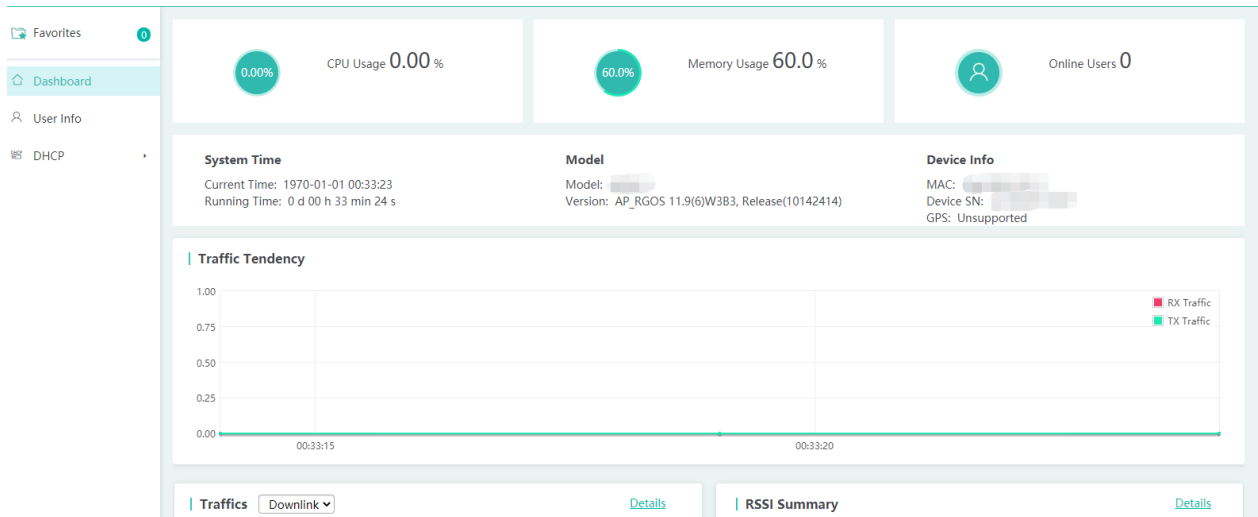 Favorites 0
Dashboard
User Info
DHCP
0.00% CPU Usage 0.00 %
60.0% Memory Usage 60.0 %
Online Users 0
System Time
Current Time: 1970-01-01 00:33:23
Running Time: 0 d 00 h 33 min 24 s
Model
Model:
Version: AP_RGOS 11.9(6)W3B3, Release(10142414)
Device Info
MAC:
Device SN:
GPS: Unsupported
Traffic Tendency
1.00
0.75
0.50
0.25
0.00
00:33:15
00:33:20
RX Traffic
TX Traffic
Traffics Downlink Details
RSSI Summary Details